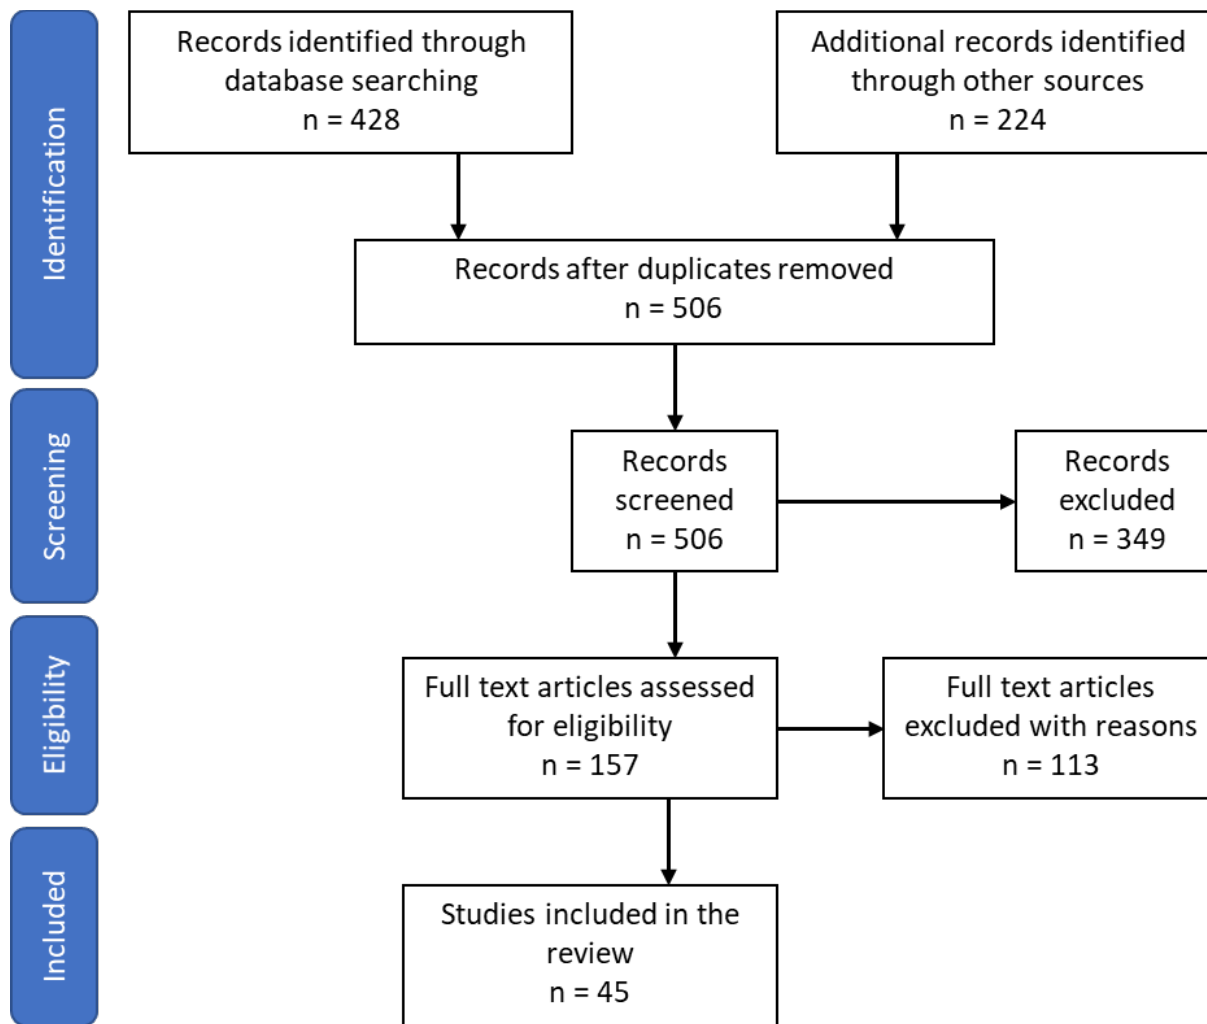 Identification
Records identified through
database searching
n = 428
Additional records identified
through other sources
n = 224
Records after duplicates removed
n = 506
Screening
Records
screened
n = 506
Records
excluded
n = 349
Eligibility
Full text articles assessed
for eligibility
n = 157
Full text articles
excluded with reasons
n = 113
Included
Studies included in the
review
n = 45